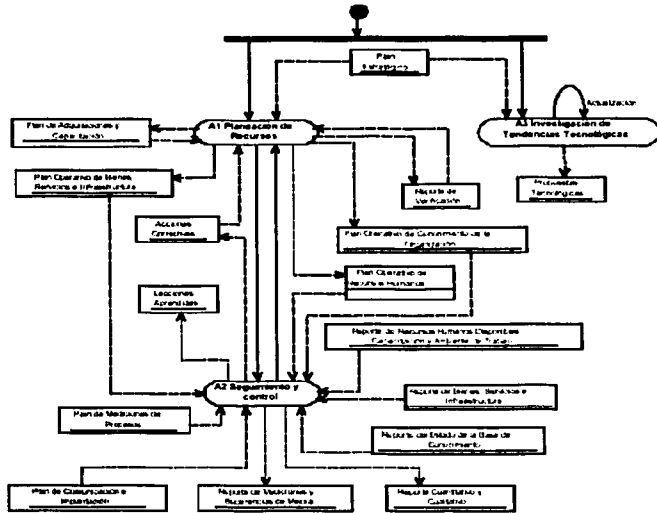 Plan
Estratégico
Actualización
A1 Planeación de
Recursos
A3 Investigación de
Tendencias Tecnológicas
Plan de Adquisiciones y
Capacitación
Plan Operativo de Bienes,
Servicios e Infraestructura
Reporte de
Verificación
Propuestas
Tecnológicas
Acciones
Correctivas
Plan Operativo de Conocimiento de la
Organización
Plan Operativo de
Recursos Humanos
Lecciones
Aprendidas
Reporte de Recursos Humanos Disponibles,
Capacitación y Ambiente de Trabajo
A2 Seguimiento y
control
Reporte de Bienes, Servicios e
Infraestructura
Plan de Mediciones de
Procesos
Reporte del Estado de la Base de
Conocimiento
Plan de Comunicación e
Implantación
Reporte de Mediciones y
Sugerencias de Mejora
Reporte Cuantitativo y
Cualitativo